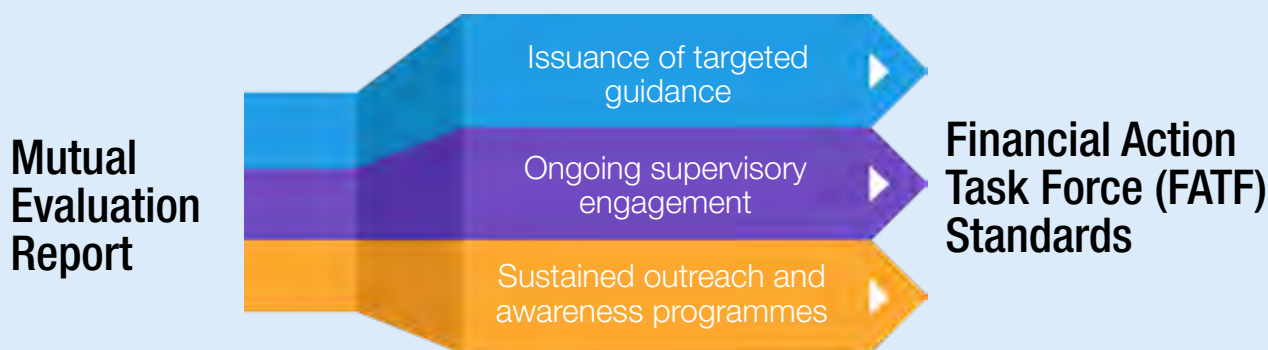 Mutual
Evaluation
Report
Issuance of targeted
guidance
Ongoing supervisory
engagement
Sustained outreach and
awareness programmes
Financial Action
Task Force (FATF)
Standards